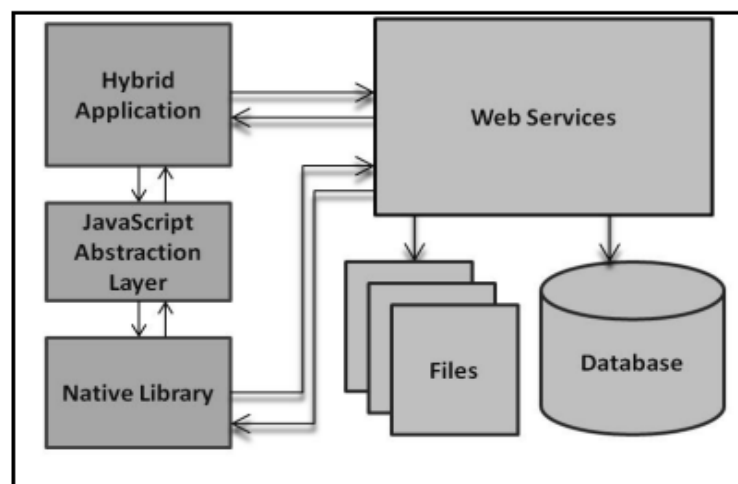 Hybrid
Application
Web Services
JavaScript
Abstraction
Layer
Native Library
Files
Database